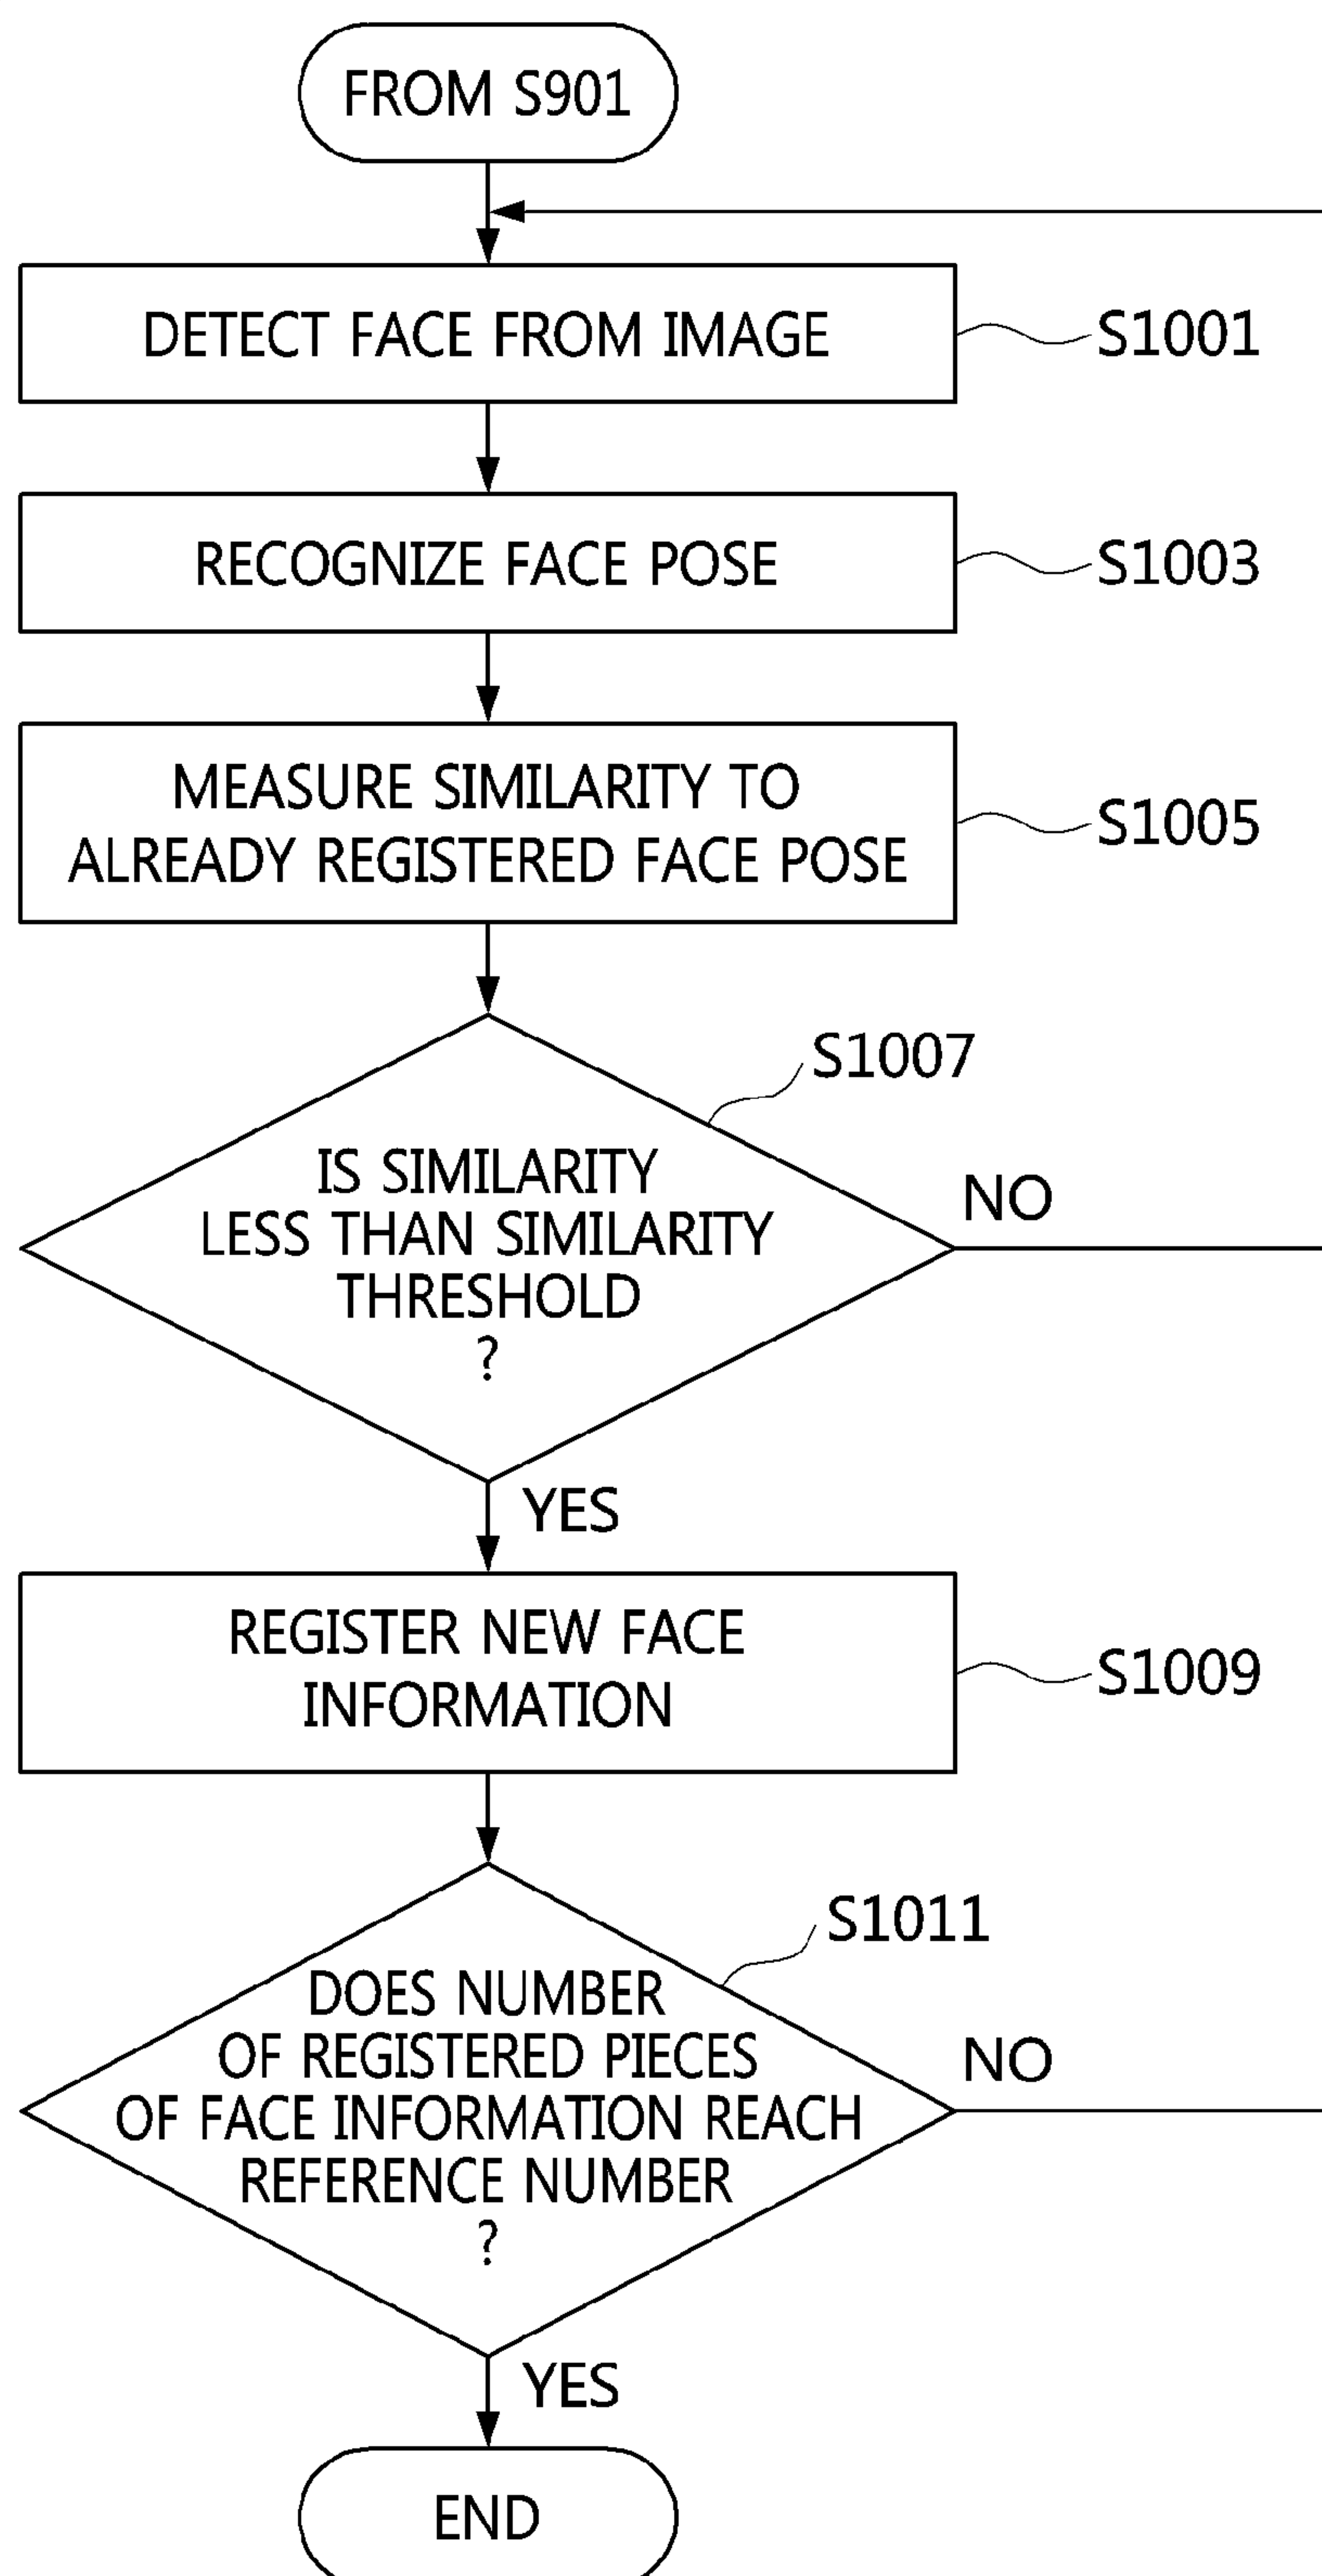 FROM S901
DETECT FACE FROM IMAGE
S1001
RECOGNIZE FACE POSE
S1003
MEASURE SIMILARITY TO
ALREADY REGISTERED FACE POSE
S1005
S1007
IS SIMILARITY
LESS THAN SIMILARITY
THRESHOLD
?
NO
YES
REGISTER NEW FACE
INFORMATION
S1009
S1011
DOES NUMBER
OF REGISTERED PIECES
OF FACE INFORMATION REACH
REFERENCE NUMBER
?
NO
YES
END